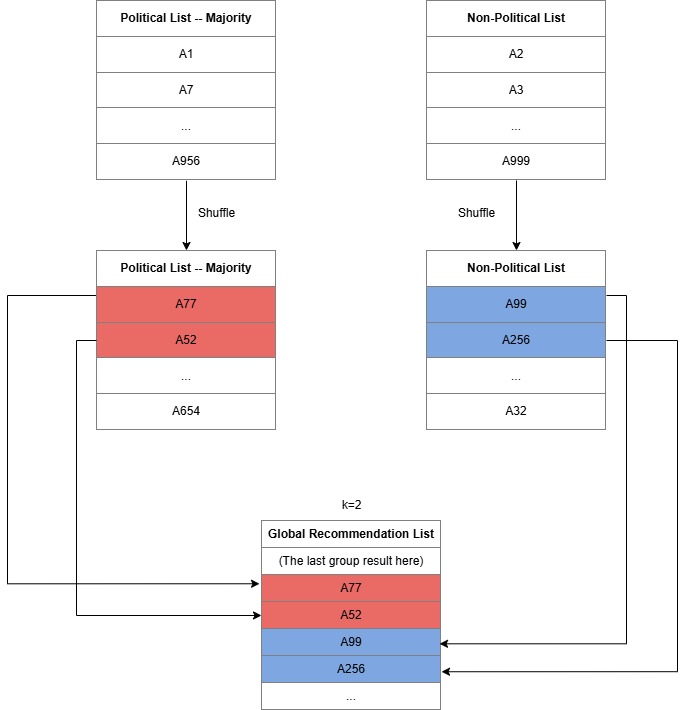 Political List -- Majority
A1
A7
...
A956
Non-Political List
A2
A3
...
A999
Shuffle
Shuffle
Political List -- Majority
A77
A52
...
A654
Non-Political List
A99
A256
...
A32
k=2
Global Recommendation List
(The last group result here)
A77
A52
A99
A256
...